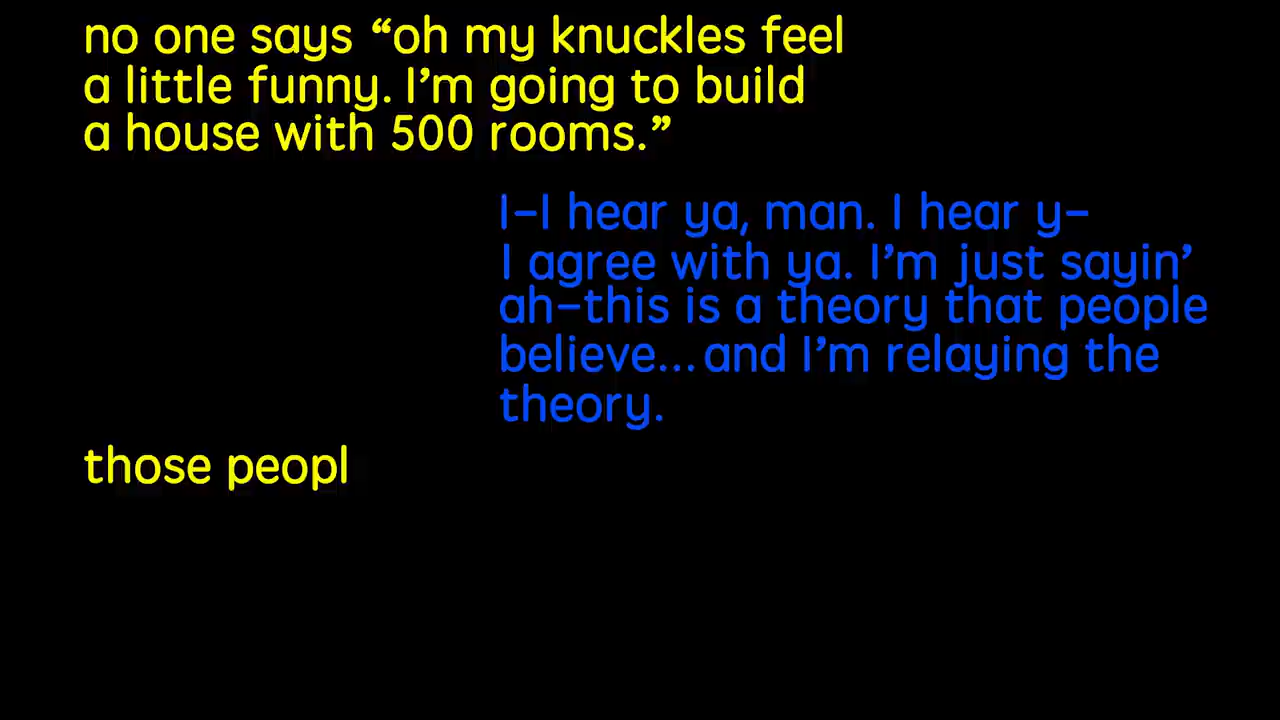 no one says “oh my knuckles feel
a little funny. I’m going to build
a house with 500 rooms.”
I-I hear ya, man. I hear y-
I agree with ya. I’m just sayin’
ah-this is a theory that people
believe...and I’m relaying the
theory.
those peopl